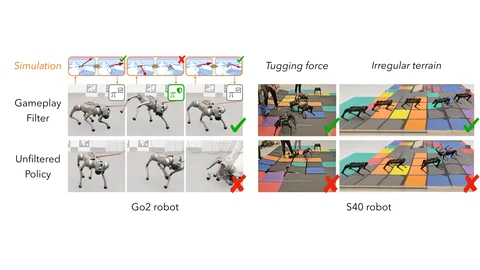 Simulation
Tugging force
Irregular terrain
Gameplay
Filter
Unfiltered
Policy
Go2 robot
S40 robot